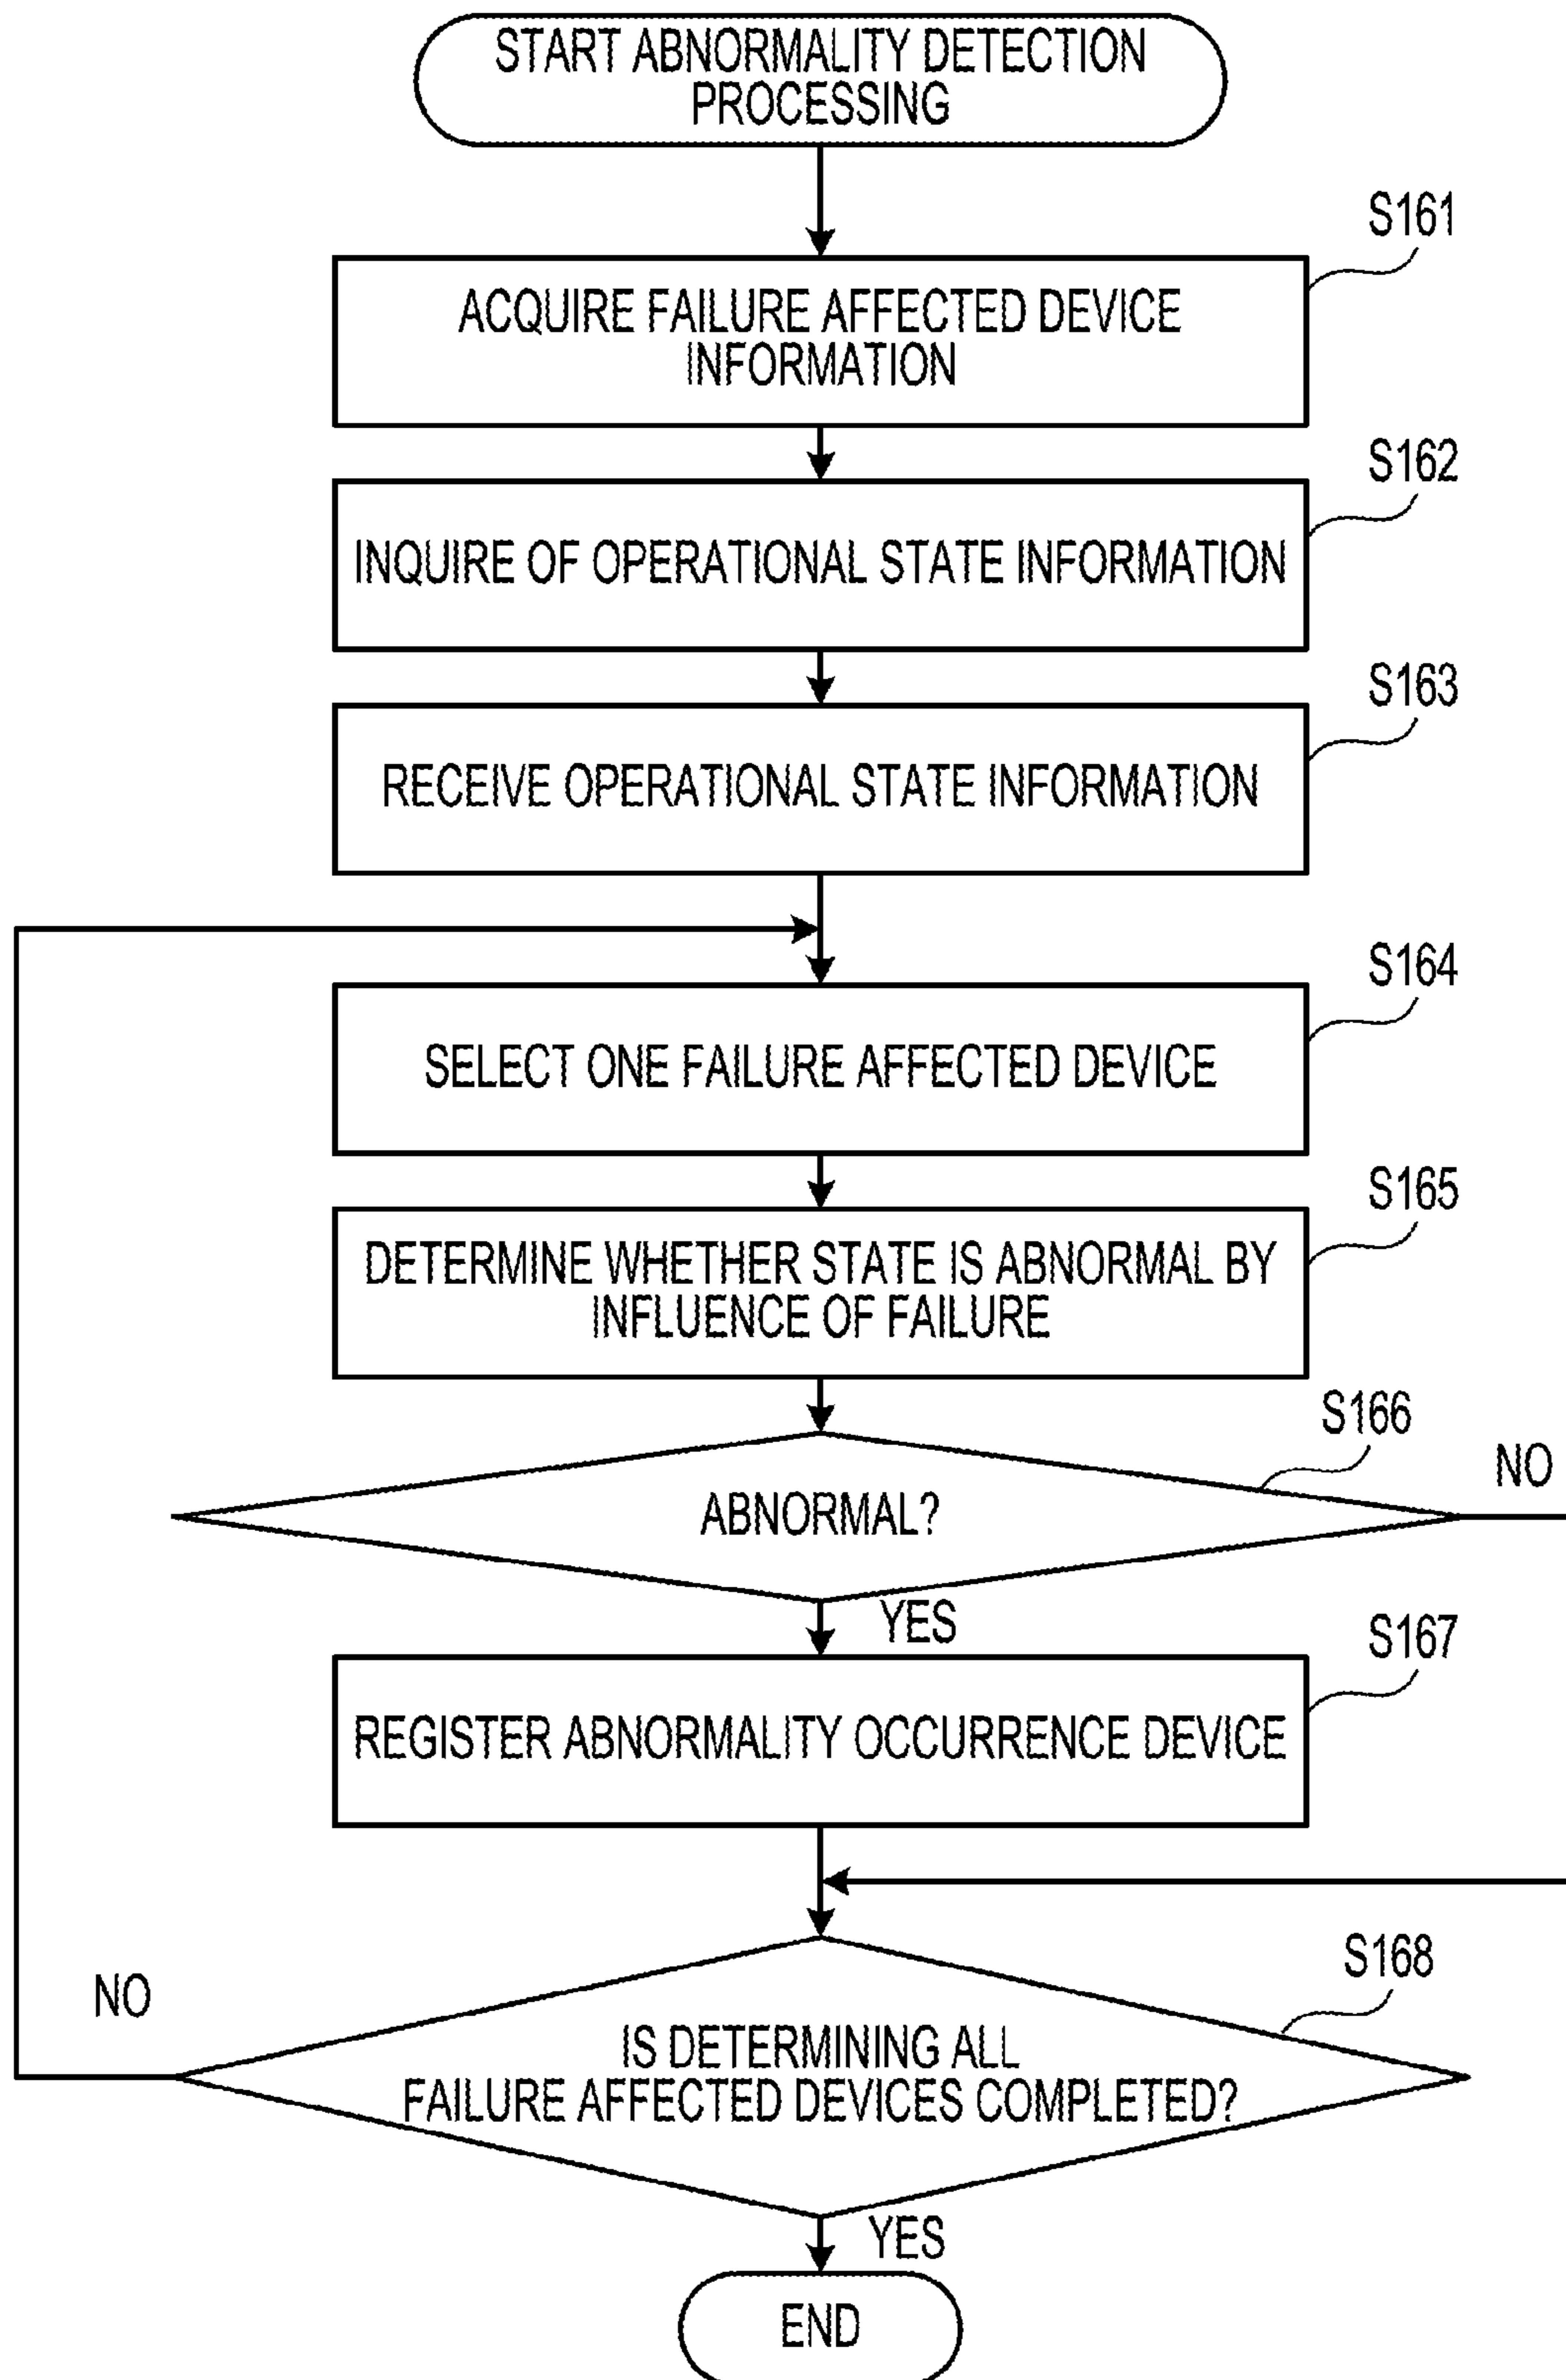 START ABNORMALITY DETECTION
PROCESSING
S161
ACQUIRE FAILURE AFFECTED DEVICE
INFORMATION
S162
INQUIRE OF OPERATIONAL STATE INFORMATION
S163
RECEIVE OPERATIONAL STATE INFORMATION
S164
SELECT ONE FAILURE AFFECTED DEVICE
S165
DETERMINE WHETHER STATE IS ABNORMAL BY
INFLUENCE OF FAILURE
S166
NO
ABNORMAL?
YES
S167
REGISTER ABNORMALITY OCCURRENCE DEVICE
S168
NO
IS DETERMINING ALL
FAILURE AFFECTED DEVICES COMPLETED?
YES
END